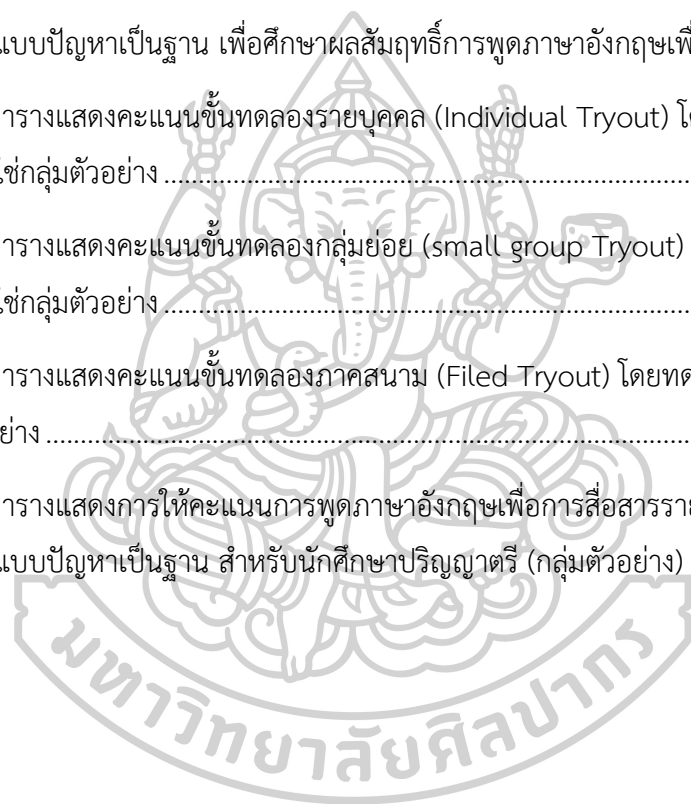 แบบปัญหาเป็นฐาน เพื่อศึกษาผลสัมฤทธิ์การพูดภาษาอังกฤษเพื่
ารางแสดงคะแนนขั้นทดลองรายบุคคล (Individual Tryout) โ
ใช่กลุ่มตัวอย่าง ........................................................................................................
ารางแสดงคะแนนขั้นทดลองกลุ่มย่อย (small group Tryout)
ใช่กลุ่มตัวอย่าง ........................................................................................................
ารางแสดงคะแนนขั้นทดลองภาคสนาม (Filed Tryout) โดยทด
ย่าง ........................................................................................................................
ารางแสดงการให้คะแนนการพูดภาษาอังกฤษเพื่อการสื่อสารรา
แบบปัญหาเป็นฐาน สำหรับนักศึกษาปริญญาตรี (กลุ่มตัวอย่าง)
มหาวิทยาลัยศิลปากร